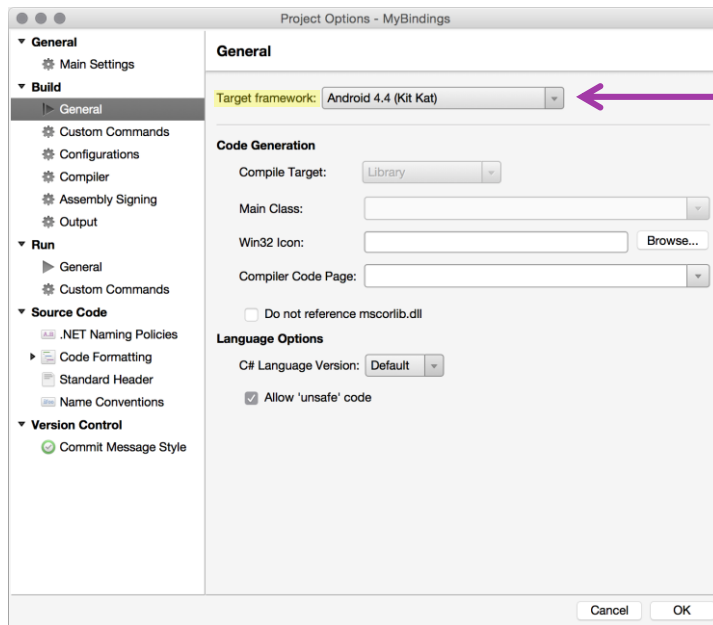 Project Options - MyBindings
General
Main Settings
Build
General
Custom Commands
Configurations
Compiler
Assembly Signing
Output
Run
General
Custom Commands
Source Code
.NET Naming Policies
Code Formatting
Standard Header
Name Conventions
Version Control
Commit Message Style
General
Target framework: Android 4.4 (Kit Kat)
Code Generation
Compile Target: Library
Main Class:
Win32 Icon: Browse...
Compiler Code Page:
Do not reference mscorlib.dll
Language Options
C# Language Version: Default
Allow 'unsafe' code
Cancel OK